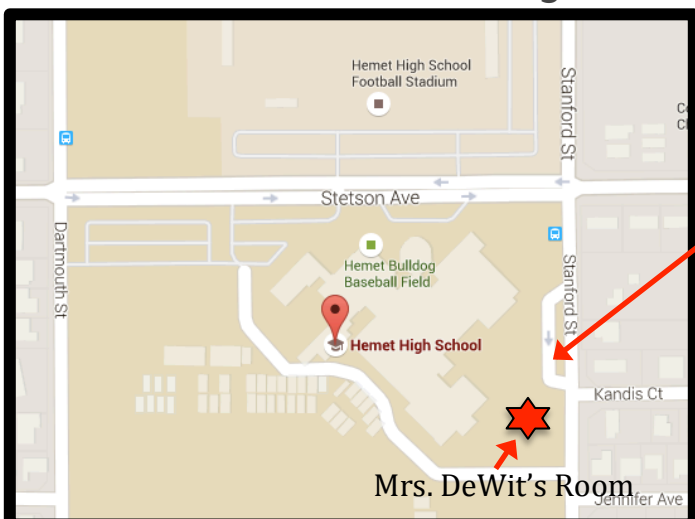 Hemet High School
Football Stadium
Stanford St
Stetson Ave
Dartmouth St
Hemet Bulldog
Baseball Field
Stanford St
Hemet High School
Kandis Ct
Mrs. DeWit's Room
Jennifer Ave